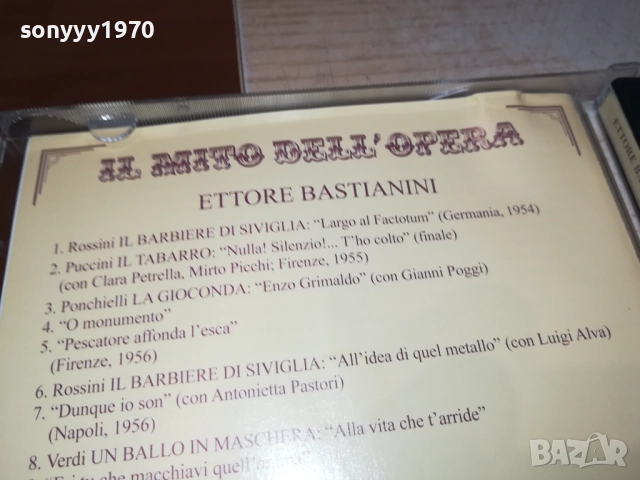 sonyyy1970
IL MITO DELL'OPERA
ETTORE BASTIANINI
1. Rossini IL BARBIERE DI SIVIGLIA: “Largo al Factotum” (Germania, 1954)
2. Puccini IL TABARRO: “Nulla! Silenzio!... T’ho colto” (finale)
(con Clara Petrella, Mirto Picchi; Firenze, 1955)
3. Ponchielli LA GIOCONDA: “Enzo Grimaldo” (con Gianni Poggi)
4. “O monumento”
5. “Pescatore affonda l’esca”
(Firenze, 1956)
6. Rossini IL BARBIERE DI SIVIGLIA: “All’idea di quel metallo” (con Luigi Alva)
7. “Dunque io son” (con Antonietta Pastori)
(Napoli, 1956)
8. Verdi UN BALLO IN MASCHERA: “Alla vita che t’arride”
che macchiavi
ETTORE
BAZAR